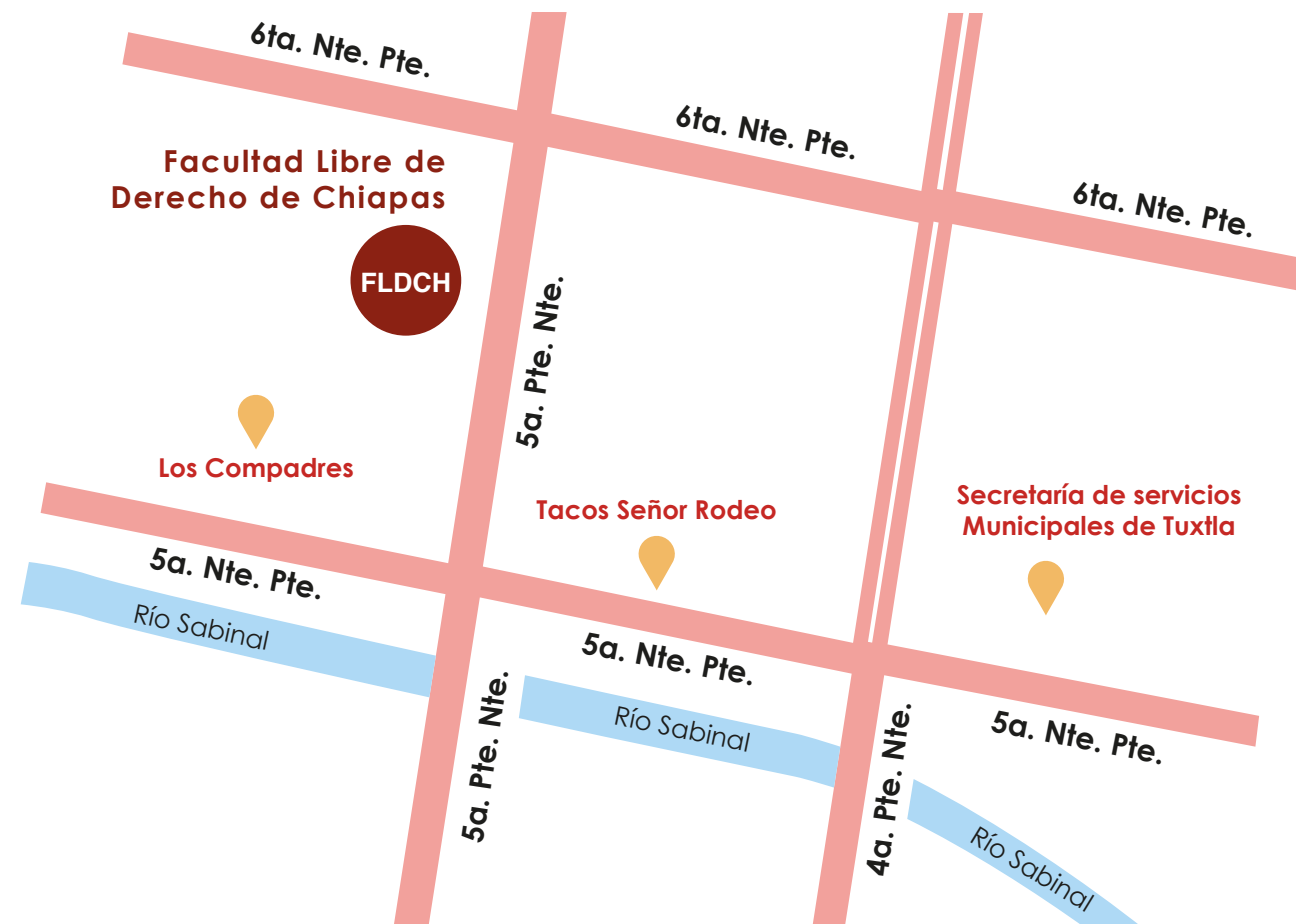 6ta. Nte. Pte.
6ta. Nte. Pte.
6ta. Nte. Pte.
Facultad Libre de
Derecho de Chiapas
FLDCH
5a. Pte. Nte.
Los Compadres
Tacos Señor Rodeo
Secretaría de servicios
Municipales de Tuxtla
5a. Nte. Pte.
Río Sabinal
5a. Nte. Pte.
5a. Pte. Nte.
Río Sabinal
5a. Nte. Pte.
4a. Pte. Nte.
Río Sabinal